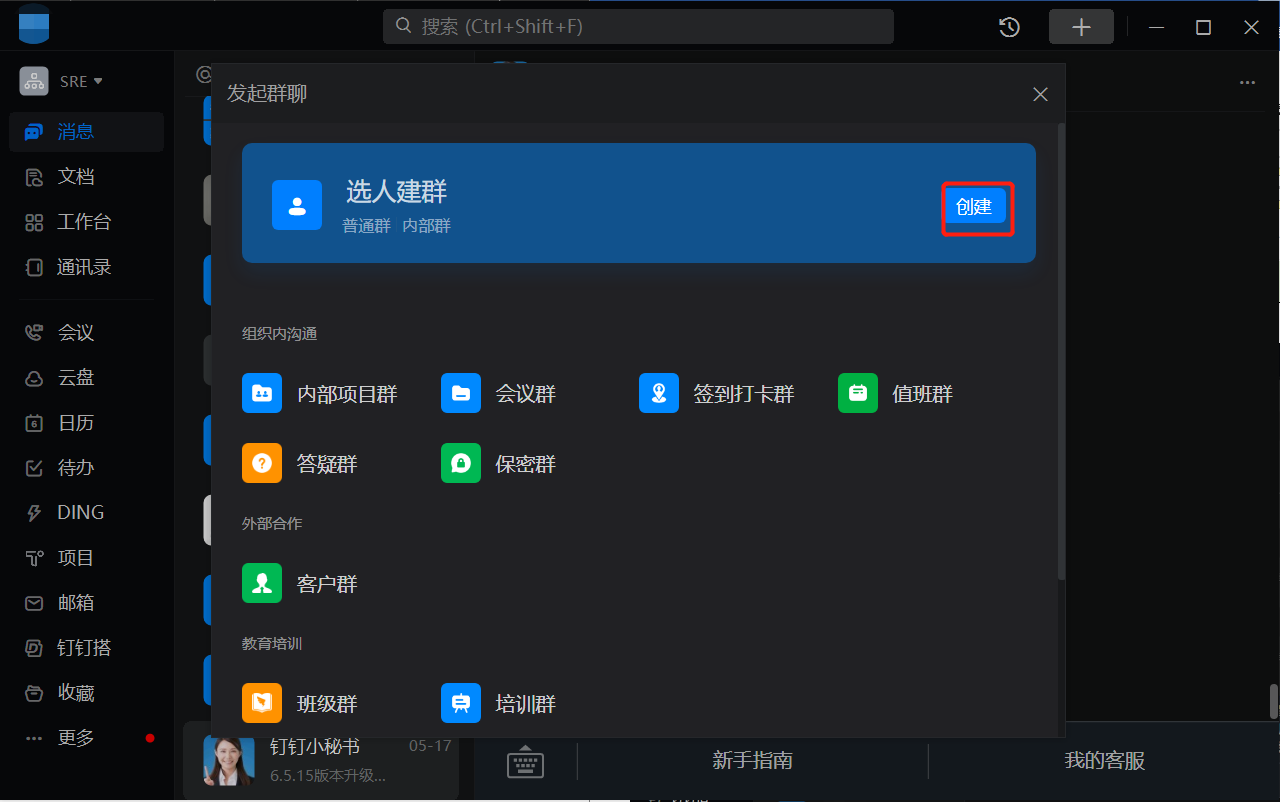 搜索 (Ctrl+Shift+F)
SRE
消息
文档
工作台
通讯录
会议
云盘
6
日历
待办
DING
项目
邮箱
钉钉搭
收藏
更多
@
发起群聊
选人建群
普通群 内部群
创建
组织内沟通
内部项目群
会议群
签到打卡群
值班群
答疑群
保密群
外部合作
客户群
教育培训
班级群
培训群
钉钉小秘书 05-17
6.5.15版本升级...
新手指南
我的客服